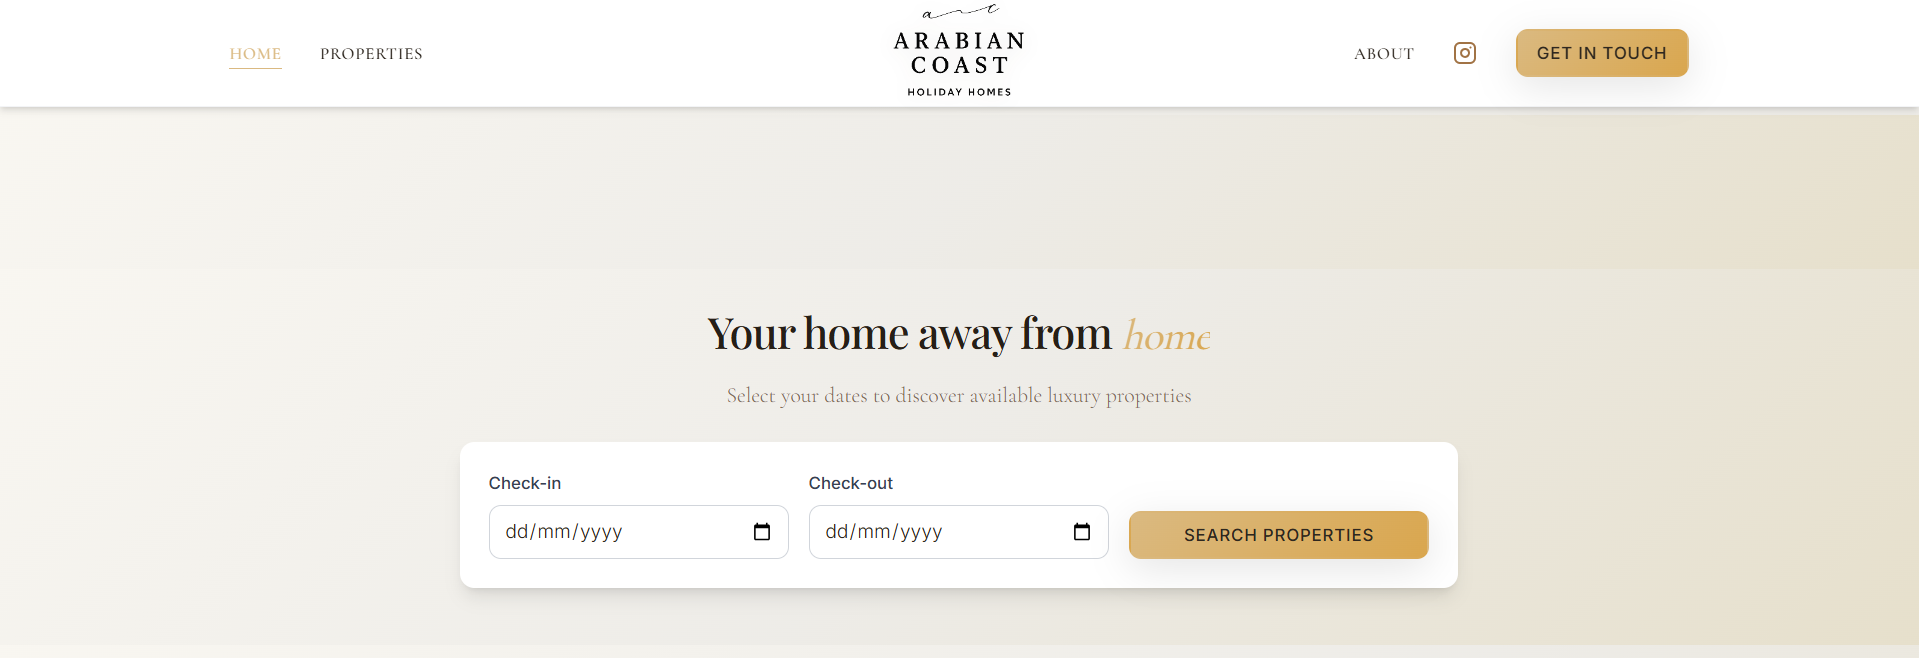 HOME
PROPERTIES
a c
ARABIAN
COAST
HOLIDAY HOMES
ABOUT
GET IN TOUCH
Your home away from home
Select your dates to discover available luxury properties
Check-in
Check-out
dd/mm/yyyy
dd/mm/yyyy
SEARCH PROPERTIES